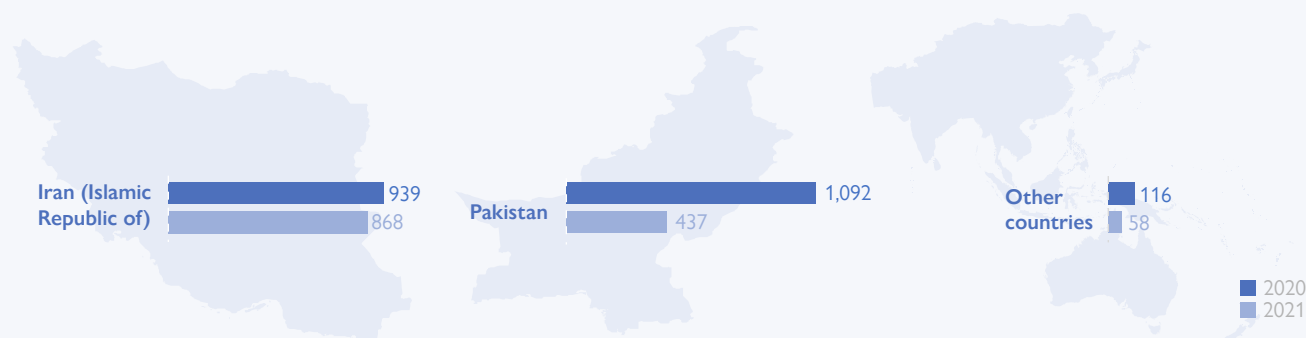 Iran (Islamic
Republic of)
939
868
Pakistan
1,092
437
Other
countries
116
58
2020
2021